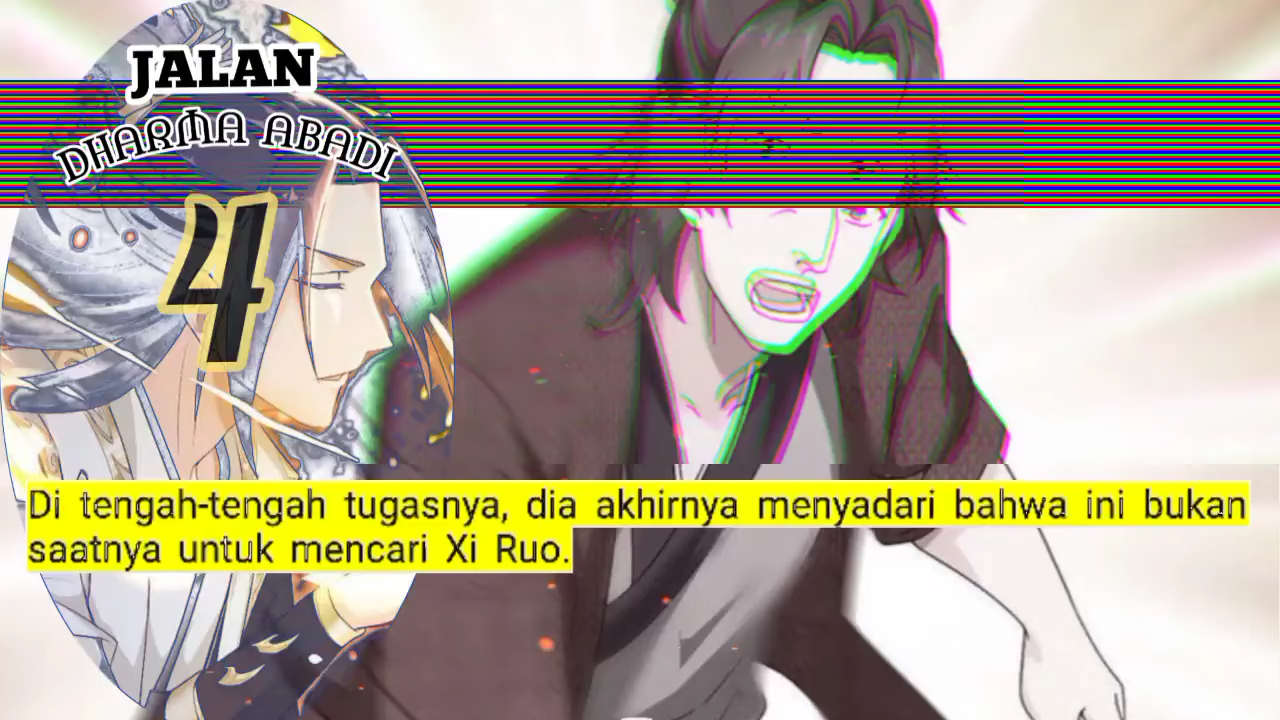 JALAN
DHARMA ABADI
4
Di tengah-tengah tugasnya, dia akhirnya menyadari bahwa ini bukan
saatnya untuk mencari Xi Ruo.